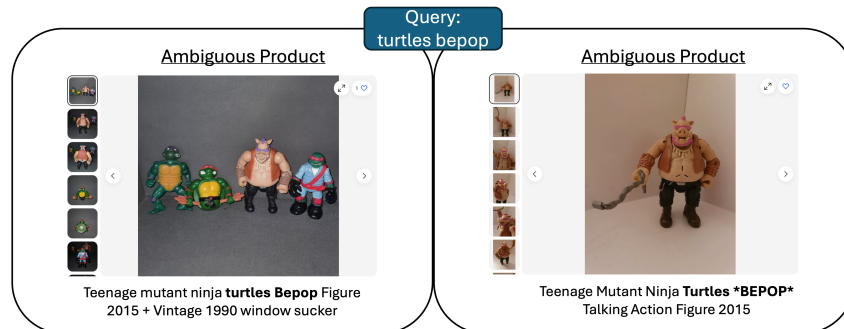 Query:
turtles bepop
Ambiguous Product
1
Teenage mutant ninja turtles Bepop Figure
2015 + Vintage 1990 window sucker
Ambiguous Product
Teenage Mutant Ninja Turtles *BEPOP*
Talking Action Figure 2015